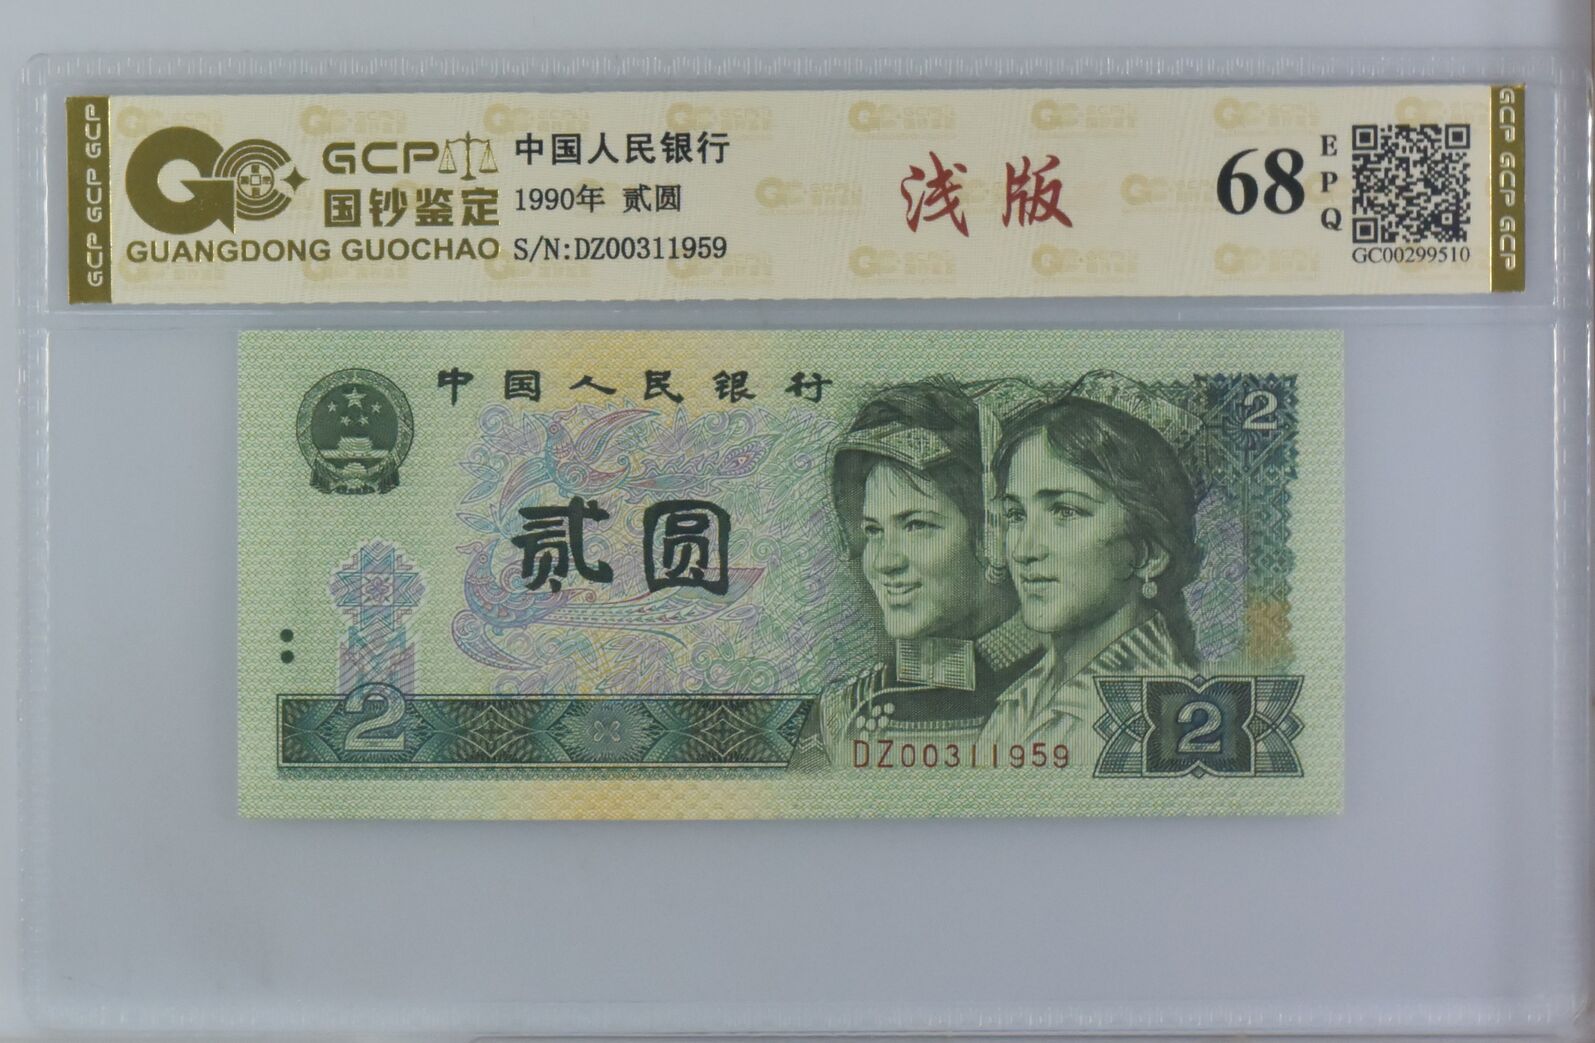 GCP GCP GCP
GC
GCP
国钞鉴定
GUANGDONG GUOCHAO
中国人民银行
1990年 贰圆
S/N:DZ00311959
浅版
68
EPQ
GC00299510
GCP GCP GCP
中国人民银行
2
贰圆
2
DZ00311959
2